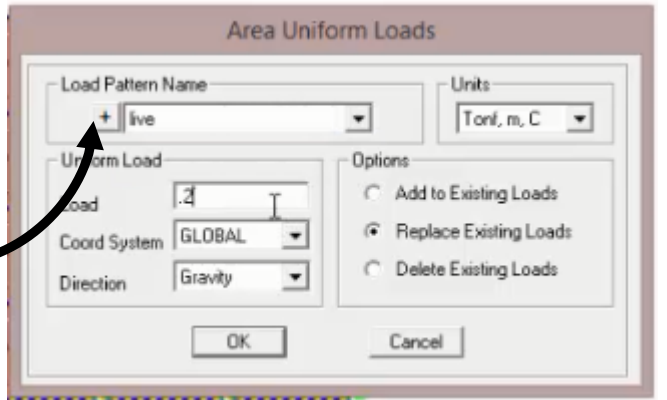 Area Uniform Loads
Load Pattern Name
Units
+ live
Tonf, m, C
Uniform Load
Options
Load .2
Add to Existing Loads
Coord System GLOBAL
Replace Existing Loads
Direction Gravity
Delete Existing Loads
OK Cancel